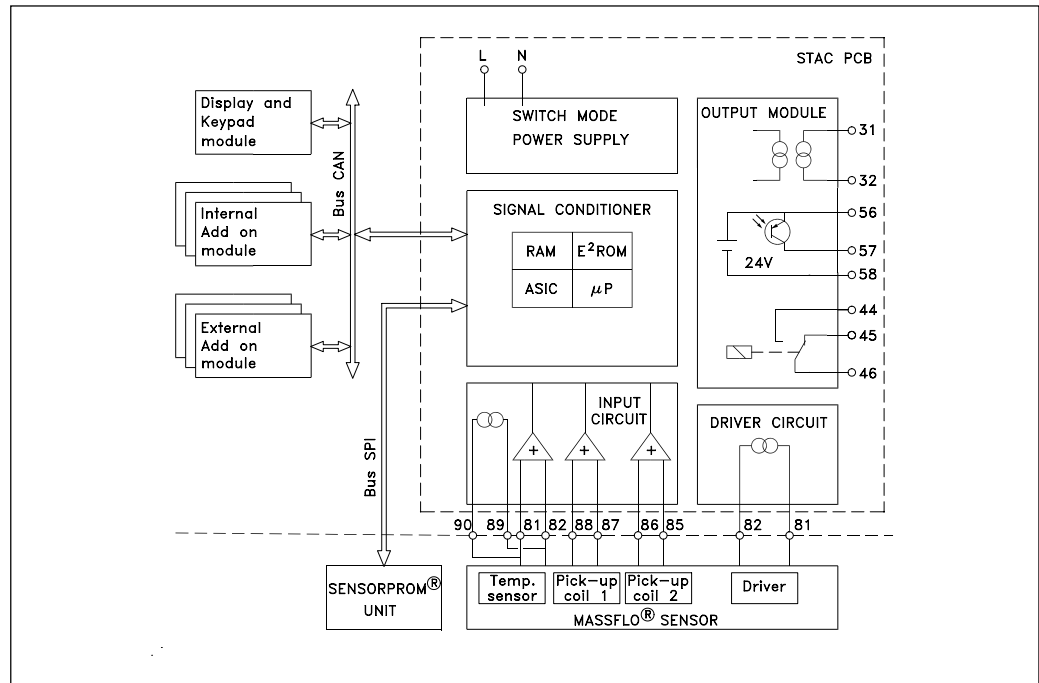 STAC PCB
L N
Display and
Keypad
module
SWITCH MODE
POWER SUPPLY
OUTPUT MODULE
31
32
56
57
24V
58
44
45
46
Bus CAN
Internal
Add on
module
SIGNAL CONDITIONER
RAM E²ROM
ASIC µP
External
Add on
module
INPUT
CIRCUIT
+ + +
DRIVER CIRCUIT
Bus SPI
90 89 81 82 88 87 86 85 82 81
SENSORPROM®
UNIT
Temp.
sensor
Pick-up
coil 1
Pick-up
coil 2
Driver
MASSFLO® SENSOR